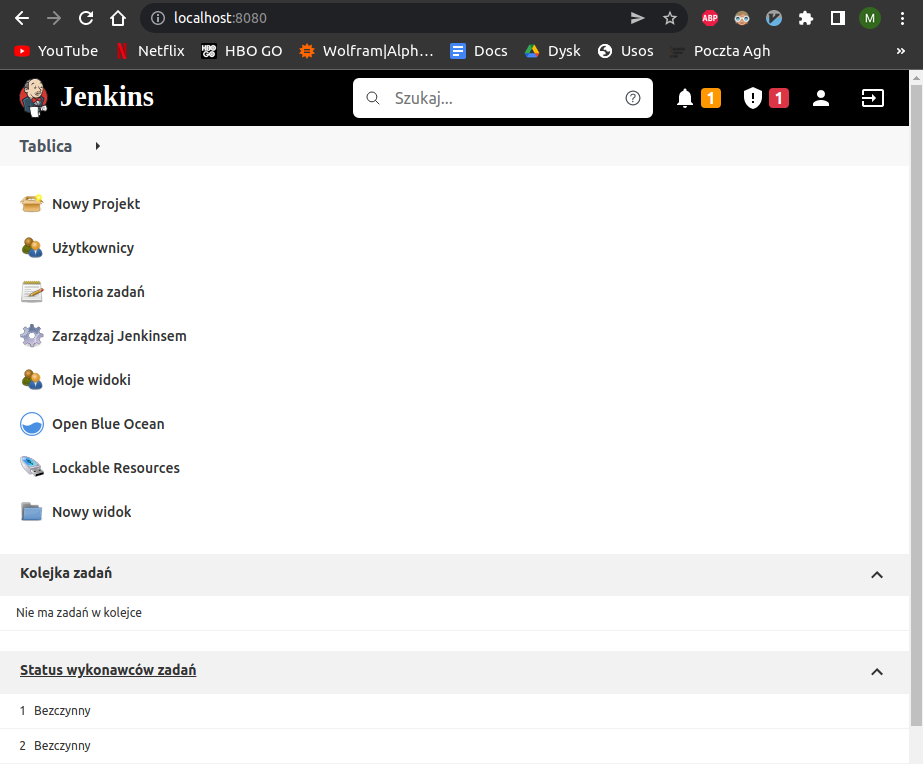 localhost:8080
ABP
M
YouTube Netflix HBO GO Wolfram|Alph... Docs Dysk Usos Poczta Agh »
Jenkins Szukaj... 1 1
Tablica
Nowy Projekt
Użytkownicy
Historia zadań
Zarządzaj Jenkinsem
Moje widoki
Open Blue Ocean
Lockable Resources
Nowy widok
Kolejka zadań
Nie ma zadań w kolejce
Status wykonawców zadań
1 Bezczynny
2 Bezczynny